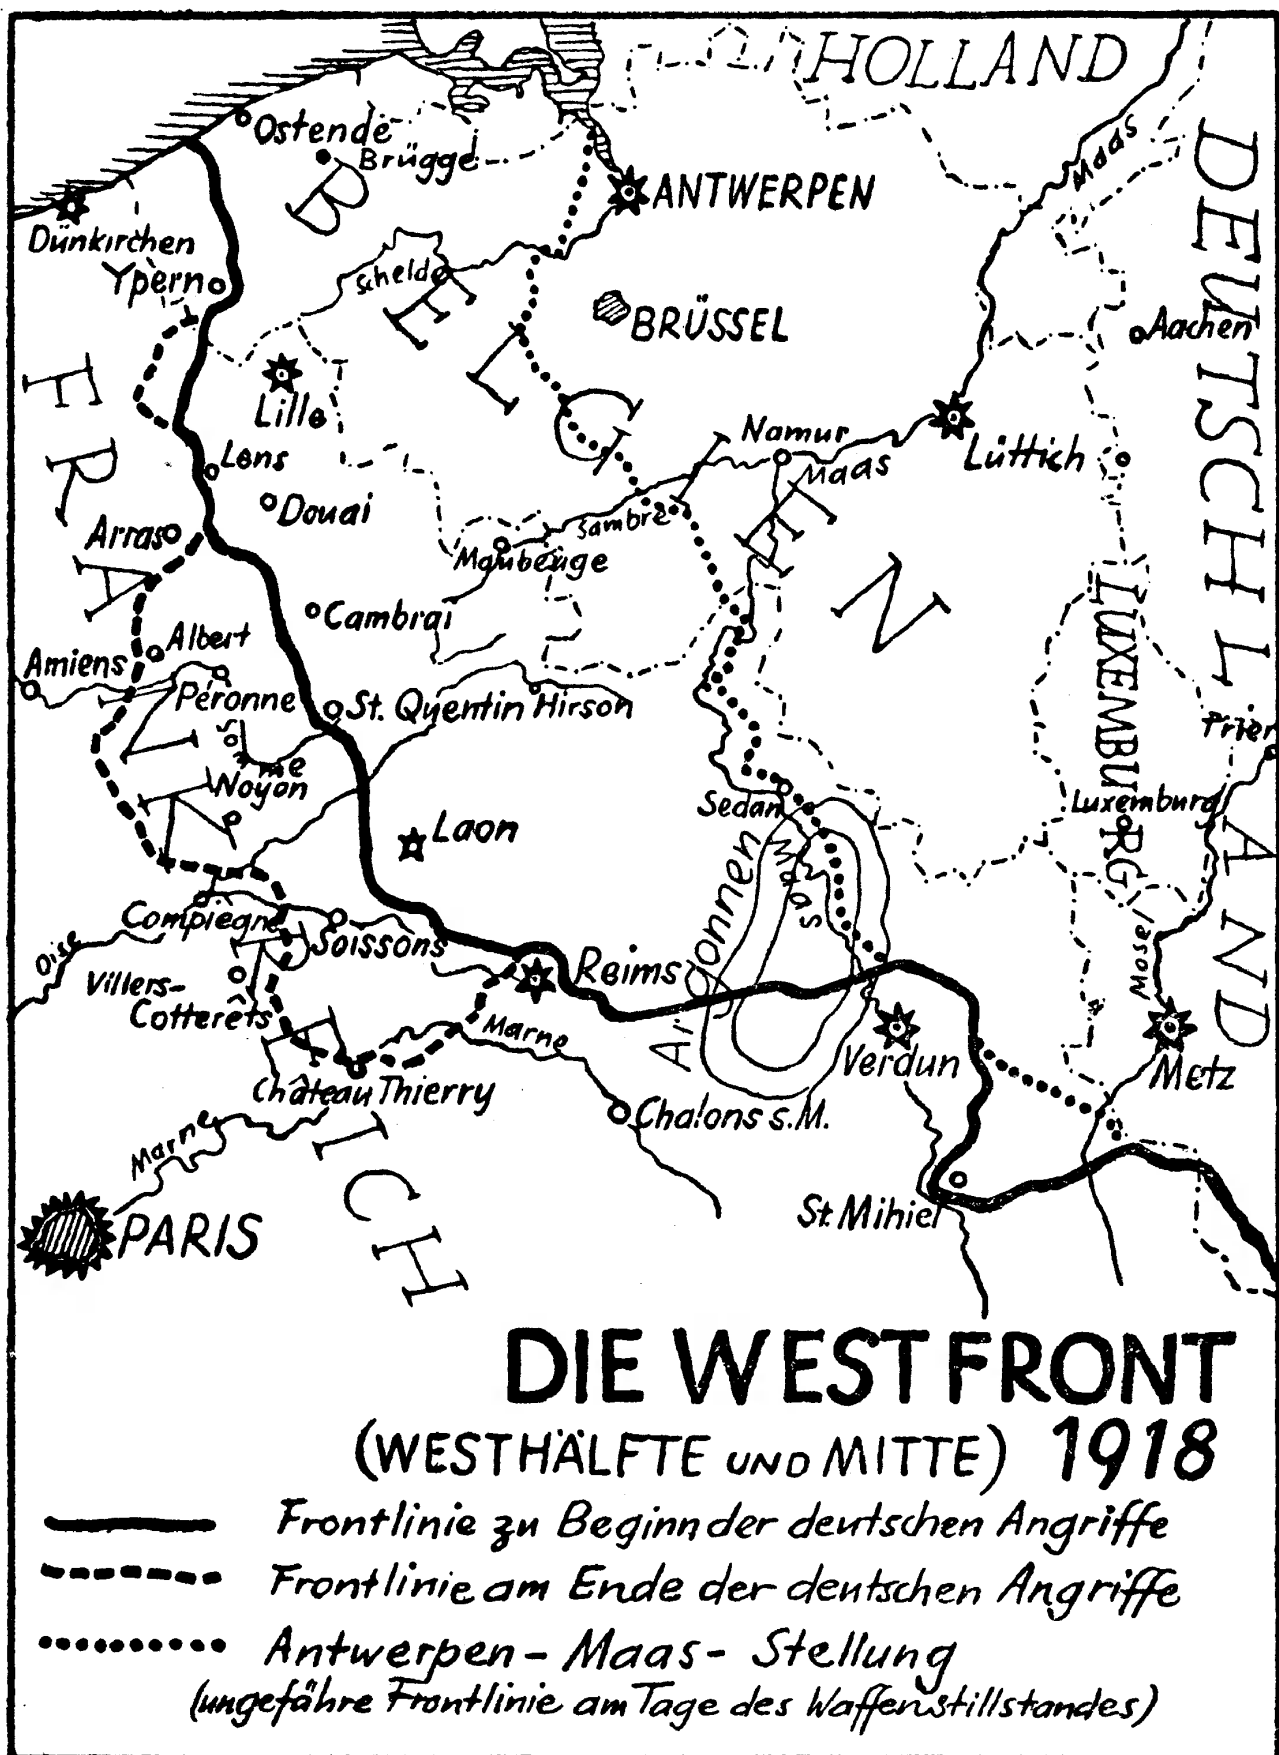 HOLLAND
Ostende
Brügge
Maas
DEUTSCHLAND
ANTWERPEN
Dünkirchen
Ypern
Schelde
BELGIEN
BRÜSSEL
Aachen
FRANKREICH
Lille
Namur
Lens
Maas
Lüttich
Douai
Arras
Sambre
Maubeuge
LUXEMBURG
Cambrai
Albert
Amiens
Péronne
St. Quentin
Hirson
Trier
Somme
Noyon
Sedan
Luxemburg
Laon
Argonnen
Maas
Compiegne
Soissons
Oise
Reims
Mosel
Villers-
Cotterêts
Marne
Verdun
Metz
Château Thierry
Chalons s.M.
Marne
St Mihiel
PARIS
DIE WESTFRONT
(WESTHÄLFTE UND MITTE) 1918
Frontlinie zu Beginn der deutschen Angriffe
Frontlinie am Ende der deutschen Angriffe
Antwerpen-Maas-Stellung
(ungefähre Frontlinie am Tage des Waffenstillstandes)